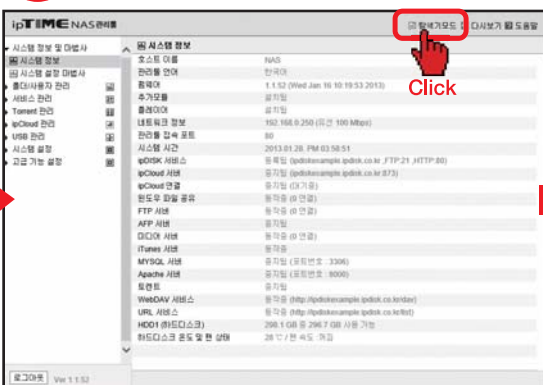 ipTIME NAS관리
탐색기모드 다시보기 도움말
Click
시스템 정보 및 마법사
시스템 정보
시스템 설정 마법사
폴더/사용자 관리
서비스 관리
Torrent 관리
ipCloud 관리
USB 관리
시스템 설정
고급 기능 설정
시스템 정보
호스트 이름 NAS
관리툴 언어 한국어
펌웨어 1.1.52 (Wed Jan 16 10:19:53 2013)
추가모듈 설치됨
플레이어 설치됨
네트워크 정보 192.168.0.250 (유선 100 Mbps)
관리툴 접속 포트 80
시스템 시간 2013.01.28. PM 03:58:51
ipDISK 서비스 등록됨 (ipdiskexample.ipdisk.co.kr ,FTP:21 ,HTTP:80)
ipCloud 서버 중지됨 (ipdiskexample.ipdisk.co.kr:873)
ipCloud 연결 중지됨 (대기중)
윈도우 파일 공유 동작중 (0 연결)
FTP 서버 동작중 (0 연결)
AFP 서버 중지됨
미디어 서버 동작중 (0 연결)
iTunes 서버 동작중
MYSQL 서버 중지됨 (포트번호 : 3306)
Apache 서버 중지됨 (포트번호 : 8000)
토렌트 중지됨
WebDAV 서비스 동작중 (http://ipdiskexample.ipdisk.co.kr/dav)
URL 서비스 동작중 (http://ipdiskexample.ipdisk.co.kr/list)
HDD1 (하드디스크) 298.1 GB 중 296.7 GB 사용 가능
하드디스크 온도 및 팬 상태 28 ℃ / 팬 속도 :꺼짐
로그아웃 Ver 1.1.52